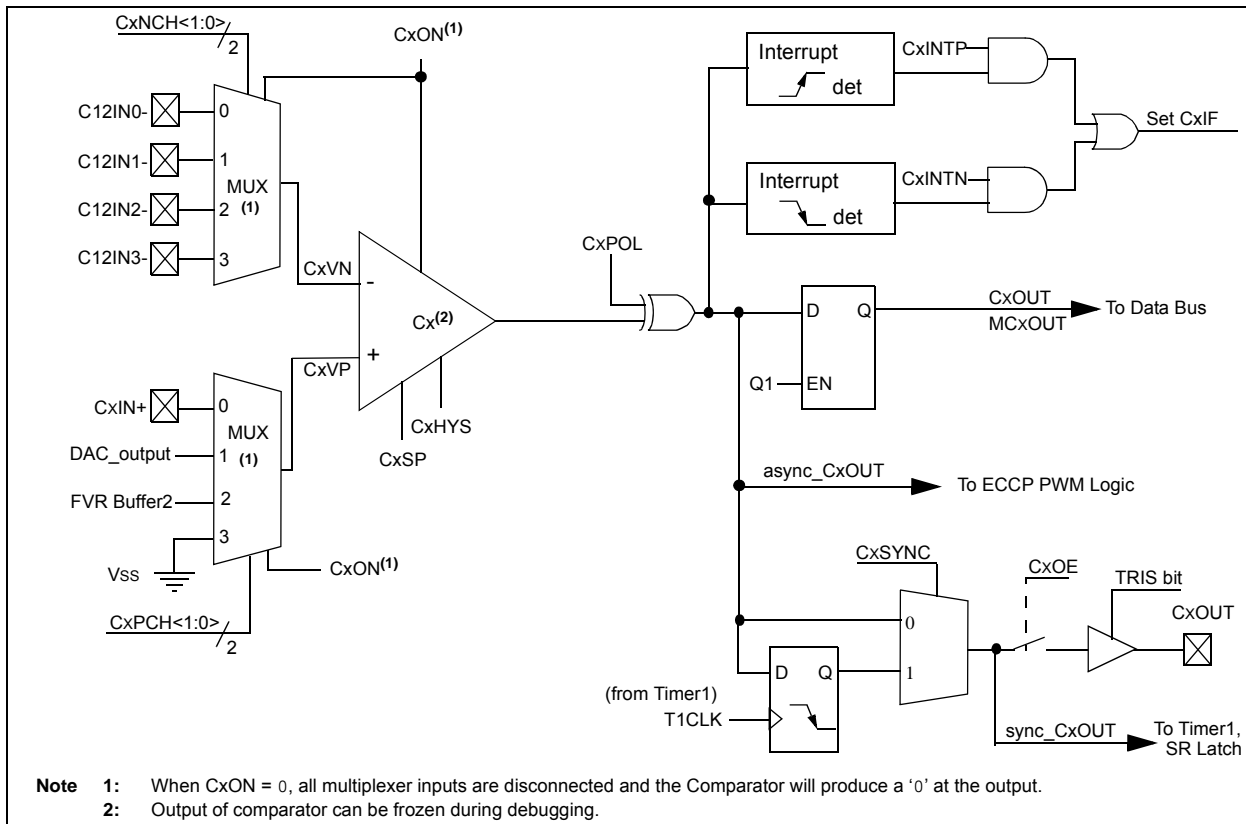 CxNCH<1:0>
2
CxON(1)
C12IN0-
C12IN1-
C12IN2-
C12IN3-
0
1
2
3
MUX
(1)
CxVN
-
Cx(2)
+
CxVP
CxIN+
DAC_output
FVR Buffer2
VSS
0
1
2
3
MUX
(1)
CxON(1)
CxPCH<1:0>
2
CxHYS
CxSP
CxPOL
Interrupt
det
CxINTP
Interrupt
det
CxINTN
Set CxIF
D
Q
Q1
EN
CxOUT
MCxOUT
To Data Bus
async_CxOUT
To ECCP PWM Logic
CxSYNC
0
1
D
Q
(from Timer1)
T1CLK
CxOE
TRIS bit
CxOUT
sync_CxOUT
To Timer1,
SR Latch
Note 1: When CxON = 0, all multiplexer inputs are disconnected and the Comparator will produce a ‘0’ at the output.
2: Output of comparator can be frozen during debugging.